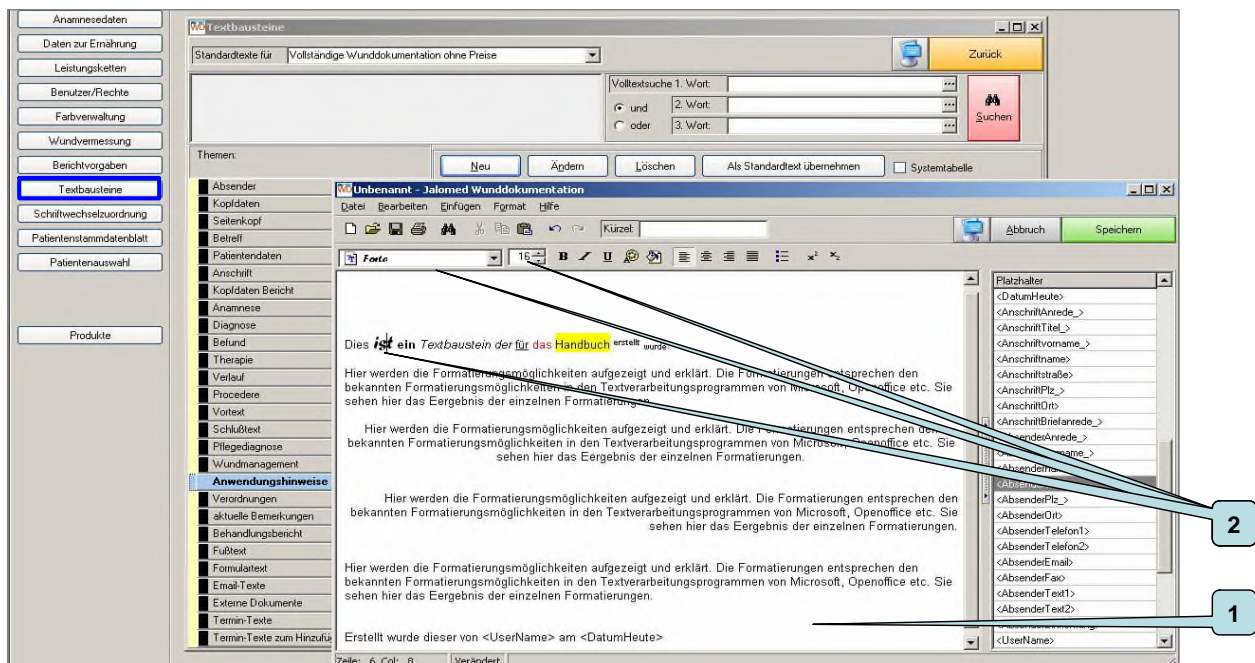 Anamnesedaten
Daten zur Ernährung
Leistungsketten
Benutzer/Rechte
Farbverwaltung
Wundvermessung
Berichtvorgaben
Textbausteine
Schriftwechselzuordnung
Patientenstammdatenblatt
Patientenauswahl
Produkte
WD Textbausteine
Standardtexte für Vollständige Wunddokumentation ohne Preise
Zurück
Volltextsuche 1. Wort:
und 2. Wort:
oder 3. Wort:
Suchen
Themen:
Neu Ändern Löschen Als Standardtext übernehmen Systemtabelle
Absender
Kopfdaten
Seitenkopf
Betreff
Patientendaten
Anschrift
Kopfdaten Bericht
Anamnese
Diagnose
Befund
Therapie
Verlauf
Procedere
Vortext
Schlußtext
Pflegediagnose
Wundmanagement
Anwendungshinweise
Verordnungen
aktuelle Bemerkungen
Behandlungsbericht
Fußtext
Formulartext
Email-Texte
Externe Dokumente
Termin-Texte
Termin-Texte zum Hinzufü
WD Unbenannt - Jalomed Wunddokumentation
Datei Bearbeiten Einfügen Format Hilfe
Kürzel:
Abbruch Speichern
Forte 16 B I U x² x₂
Dies ist ein Textbaustein der für das Handbuch erstellt wurde.
Hier werden die Formatierungsmöglichkeiten aufgezeigt und erklärt. Die Formatierungen entsprechen den
bekannten Formatierungsmöglichkeiten in den Textverarbeitungsprogrammen von Microsoft, Openoffice etc. Sie
sehen hier das Eergebnis der einzelnen Formatierungen.
Hier werden die Formatierungsmöglichkeiten aufgezeigt und erklärt. Die Formatierungen entsprechen den
bekannten Formatierungsmöglichkeiten in den Textverarbeitungsprogrammen von Microsoft, Openoffice etc. Sie
sehen hier das Eergebnis der einzelnen Formatierungen.
Hier werden die Formatierungsmöglichkeiten aufgezeigt und erklärt. Die Formatierungen entsprechen den
bekannten Formatierungsmöglichkeiten in den Textverarbeitungsprogrammen von Microsoft, Openoffice etc. Sie
sehen hier das Eergebnis der einzelnen Formatierungen.
Hier werden die Formatierungsmöglichkeiten aufgezeigt und erklärt. Die Formatierungen entsprechen den
bekannten Formatierungsmöglichkeiten in den Textverarbeitungsprogrammen von Microsoft, Openoffice etc. Sie
sehen hier das Eergebnis der einzelnen Formatierungen.
Erstellt wurde dieser von <UserName> am <DatumHeute>
Zeile: 6 Col: 8 Verändert
Platzhalter
<DatumHeute>
<AnschriftAnrede_>
<AnschriftTitel_>
<Anschriftvorname_>
<Anschriftname>
<Anschriftstraße>
<AnschriftPlz_>
<AnschriftOrt>
<AnschriftBriefanrede_>
<AbsenderPlz_>
<AbsenderOrt>
<AbsenderTelefon1>
<AbsenderTelefon2>
<AbsenderEmail>
<AbsenderFax>
<AbsenderText1>
<AbsenderText2>
<UserName>
2
1